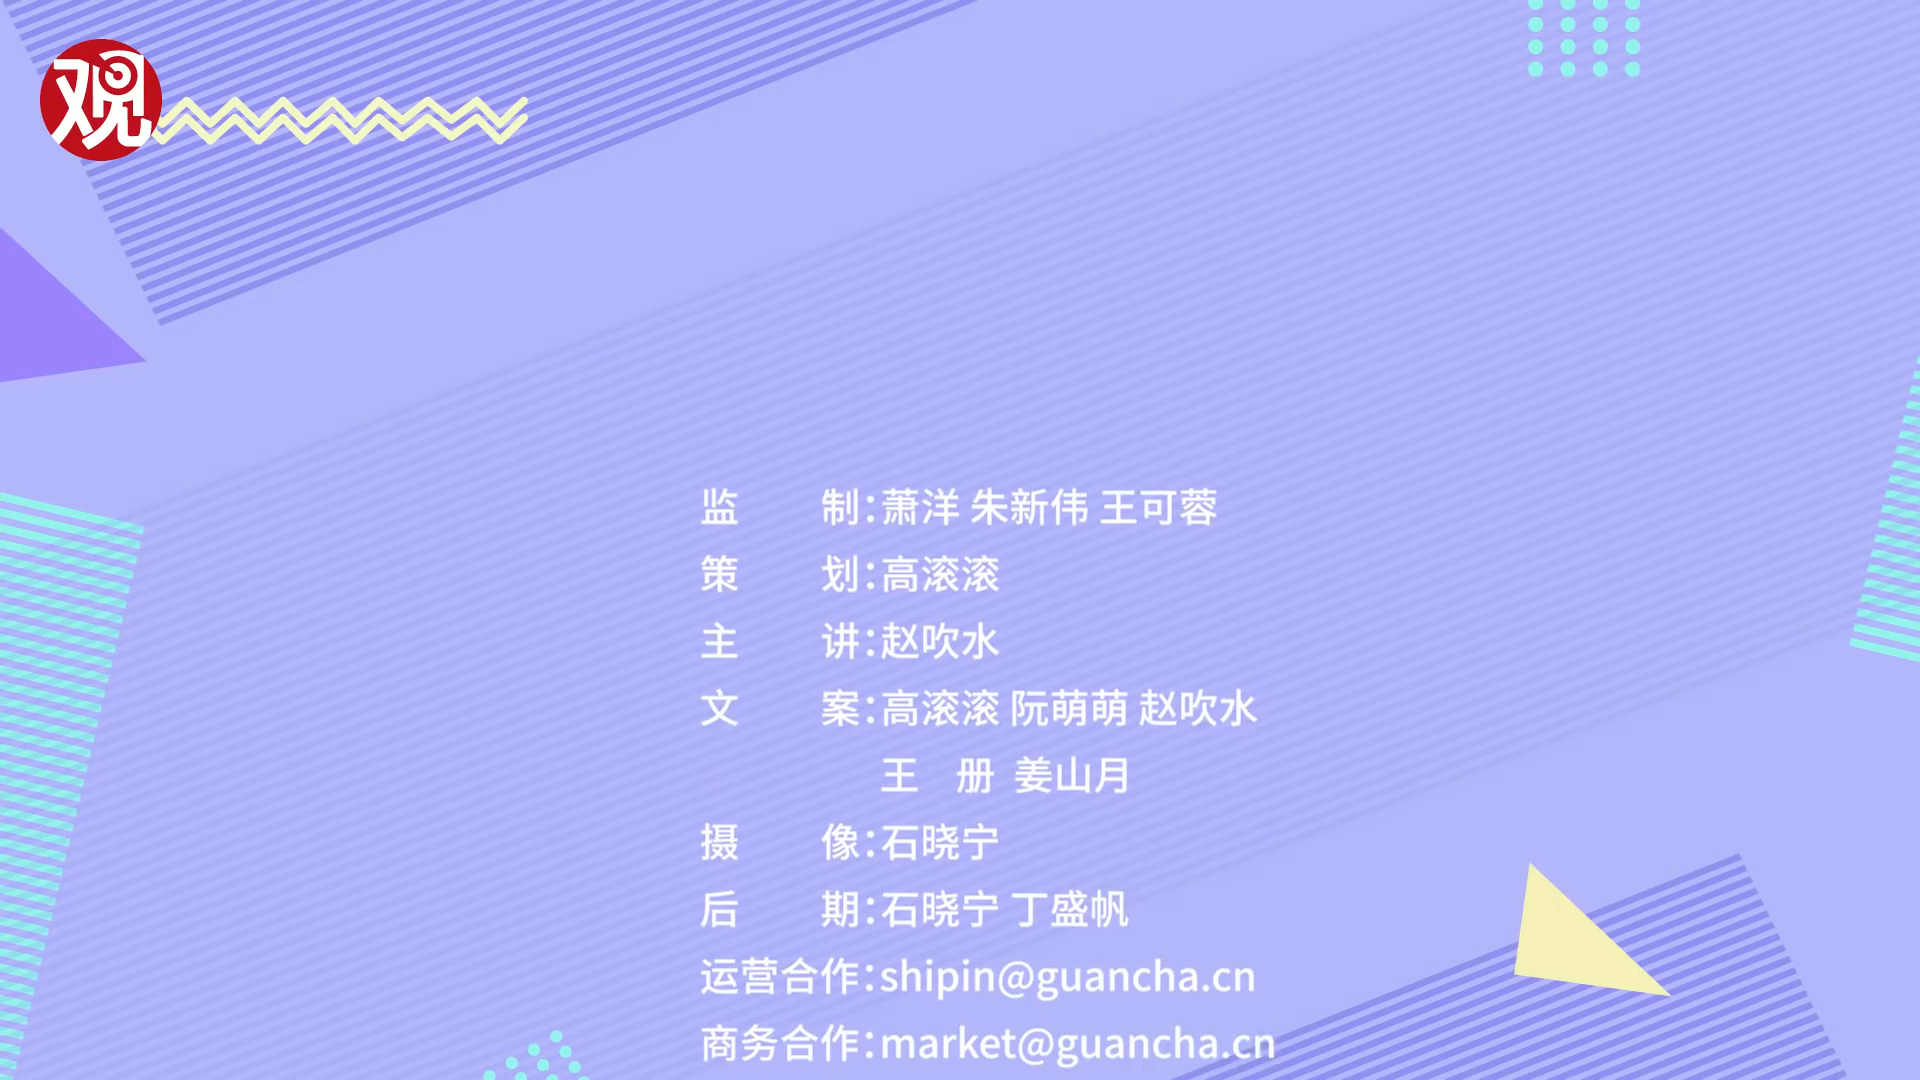 观
监 制：萧洋 朱新伟 王可蓉
策 划：高滚滚
主 讲：赵吹水
文 案：高滚滚 阮萌萌 赵吹水
王 册 姜山月
摄 像：石晓宁
后 期：石晓宁 丁盛帆
运营合作：shipin@guancha.cn
商务合作：market@guancha.cn